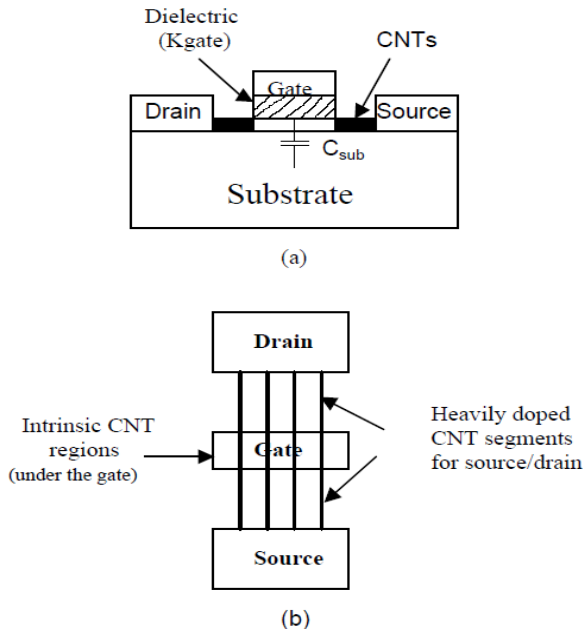 Dielectric
(Kgate)
CNTs
Gate
Drain
Source
Csub
Substrate
(a)
Drain
Intrinsic CNT
regions
(under the gate)
Gate
Heavily doped
CNT segments
for source/drain
Source
(b)